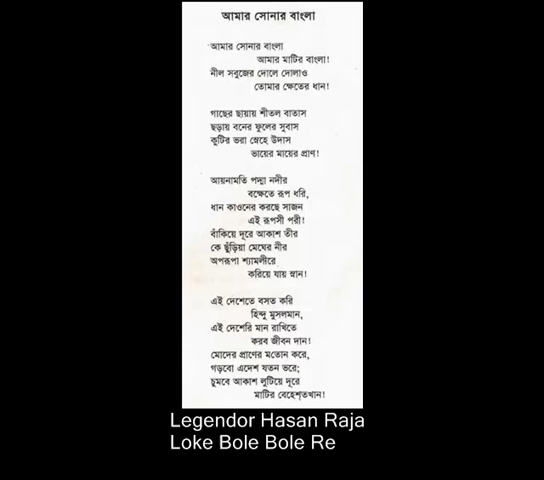 আমার সোনার বাংলা
আমার সোনার বাংলা
আমার মাটির বাংলা!
নীল সবুজের দোলে দোলাও
তোমার ক্ষেতের ধান!
গাছের ছায়ায় শীতল বাতাস
ছড়ায় বনের ফুলের সুবাস
কুটির ভরা স্নেহে উদাস
ভায়ের মায়ের প্রাণ!
আয়নামতি পদ্মা নদীর
বক্ষেতে রূপ ধরি,
ধান কাওনের করছে সাজন
এই রূপসী পরী!
বাঁকিয়ে দূরে আকাশ তীর
কে ছুঁড়িয়া মেঘের নীর
অপরূপা শ্যামলীরে
করিয়ে যায় স্নান!
এই দেশেতে বসত করি
হিন্দু মুসলমান,
এই দেশেরি মান রাখিতে
করব জীবন দান!
মোদের প্রাণের মতোন করে,
গড়বো এদেশ যতন ভরে;
চুমবে আকাশ লুটিয়ে দূরে
মাটির বেহেশ্‌তখান!
Legendor Hasan Raja
Loke Bole Bole Re